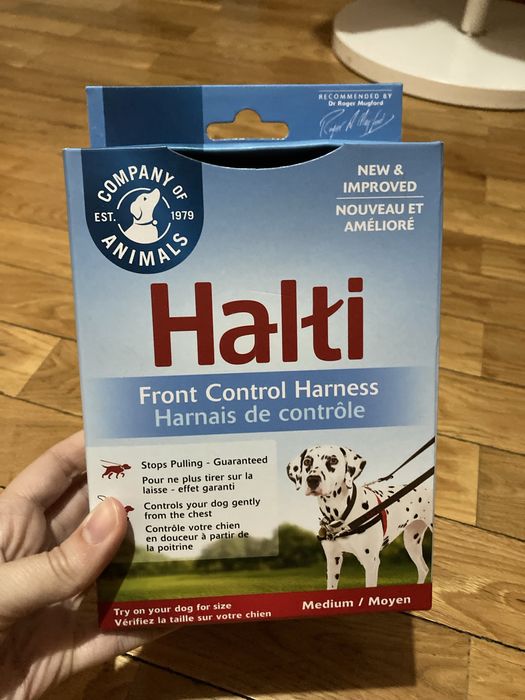 RECOMMENDED BY
Dr Roger Mugford
COMPANY OF
EST. 1979
ANIMALS
NEW &
IMPROVED
NOUVEAU ET
AMÉLIORÉ
Halti
Front Control Harness
Harnais de contrôle
Stops Pulling - Guaranteed
Pour ne plus tirer sur la
laisse - effet garanti
Controls your dog gently
from the chest
Contrôle votre chien
en douceur à partir de
la poitrine
Try on your dog for size
Vérifiez la taille sur votre chien
Medium / Moyen